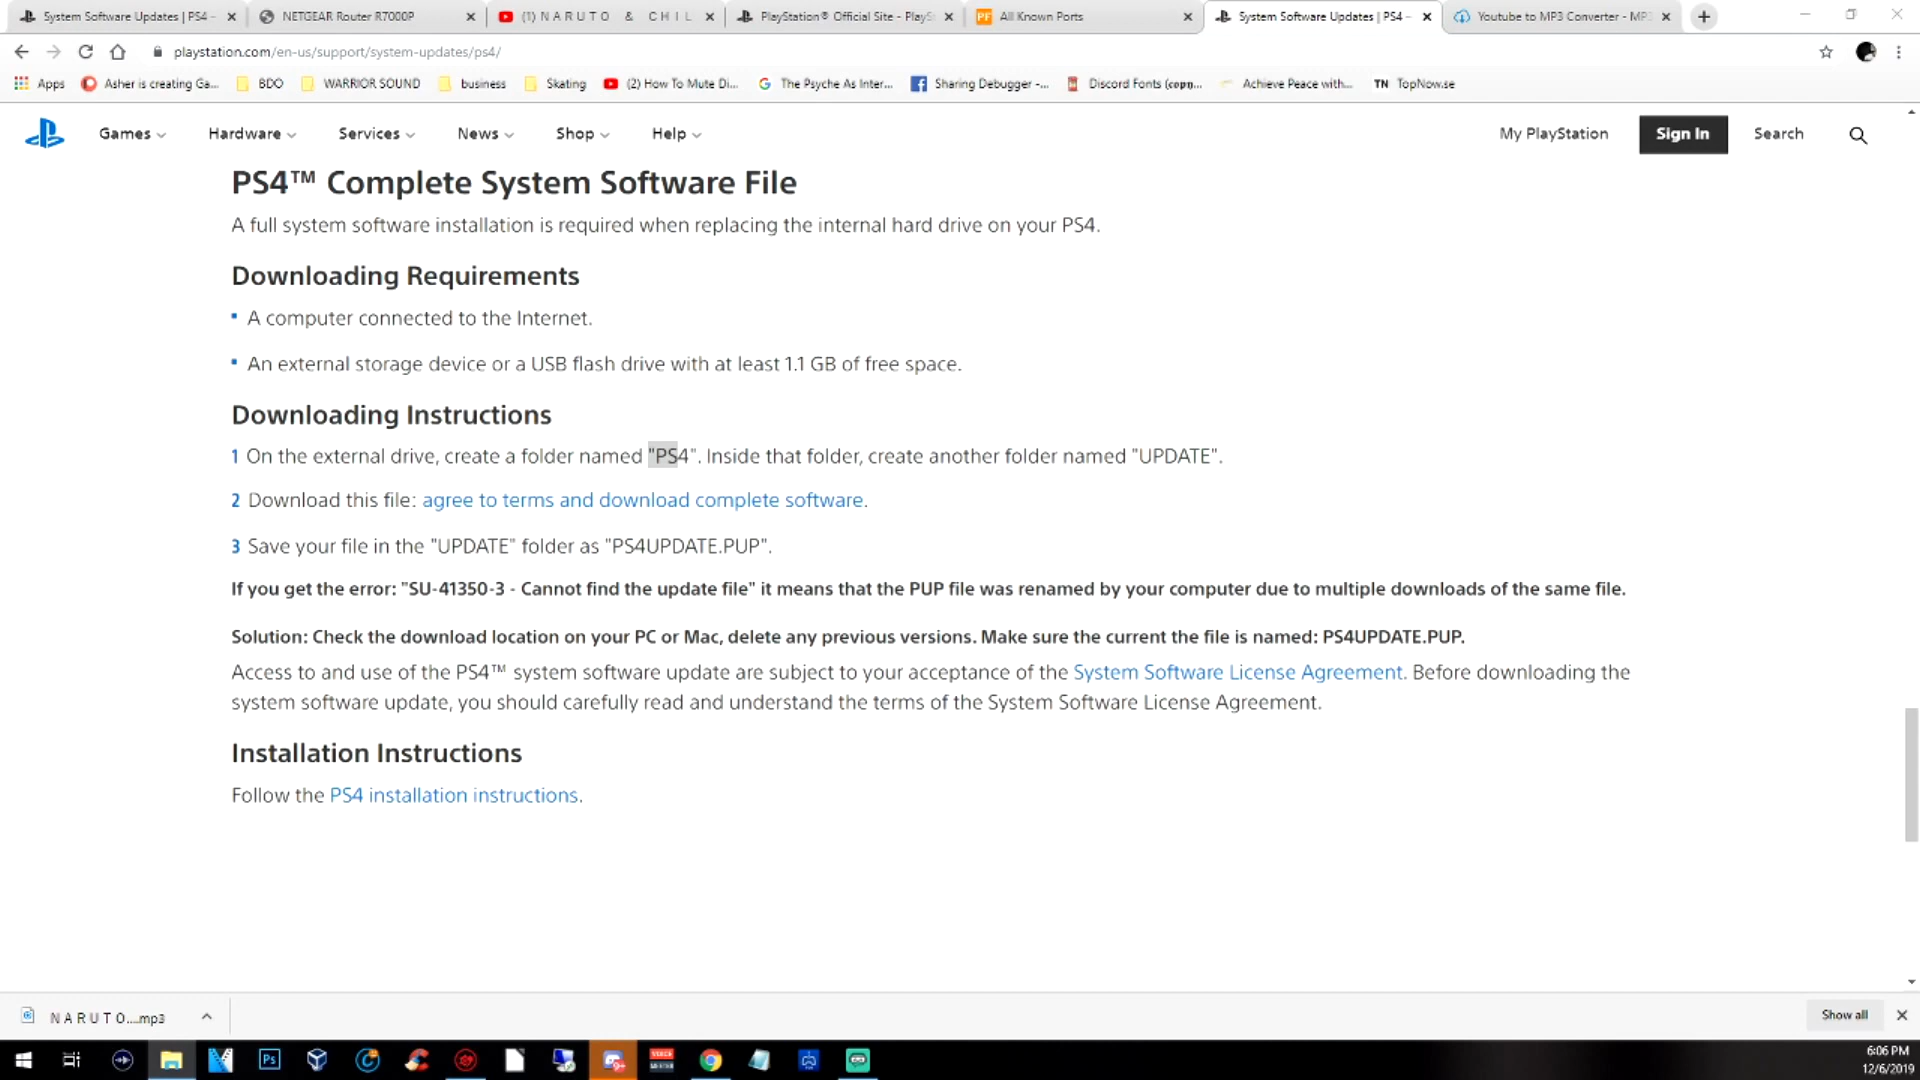 System Software Updates | PS4 -
NETGEAR Router R7000P
(1) N A R U T O & C H I L
PlayStation® Official Site - PlayS
All Known Ports
System Software Updates | PS4 -
Youtube to MP3 Converter - MP3
playstation.com/en-us/support/system-updates/ps4/
Apps
Asher is creating Ga...
BDO
WARRIOR SOUND
business
Skating
(2) How To Mute Di...
The Psyche As Inter...
Sharing Debugger -...
Discord Fonts (copy...
Achieve Peace with...
TN TopNow.se
Games
Hardware
Services
News
Shop
Help
My PlayStation
Sign In
Search
PS4™ Complete System Software File
A full system software installation is required when replacing the internal hard drive on your PS4.
Downloading Requirements
A computer connected to the Internet.
An external storage device or a USB flash drive with at least 1.1 GB of free space.
Downloading Instructions
1 On the external drive, create a folder named "PS4". Inside that folder, create another folder named "UPDATE".
2 Download this file: agree to terms and download complete software.
3 Save your file in the "UPDATE" folder as "PS4UPDATE.PUP".
If you get the error: "SU-41350-3 - Cannot find the update file" it means that the PUP file was renamed by your computer due to multiple downloads of the same file.
Solution: Check the download location on your PC or Mac, delete any previous versions. Make sure the current the file is named: PS4UPDATE.PUP.
Access to and use of the PS4™ system software update are subject to your acceptance of the System Software License Agreement. Before downloading the
system software update, you should carefully read and understand the terms of the System Software License Agreement.
Installation Instructions
Follow the PS4 installation instructions.
N A R U T O....mp3
Show all
Ps
6:06 PM
12/6/2019